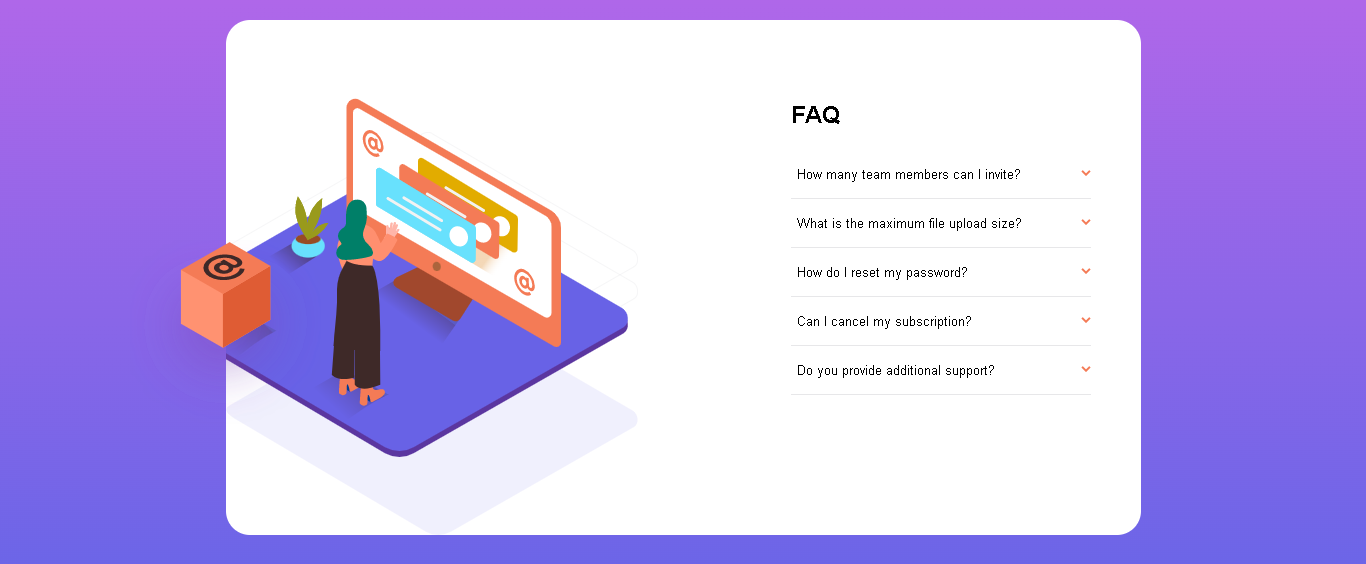 FAQ
How many team members can I invite?
What is the maximum file upload size?
How do I reset my password?
Can I cancel my subscription?
Do you provide additional support?
@
@
@